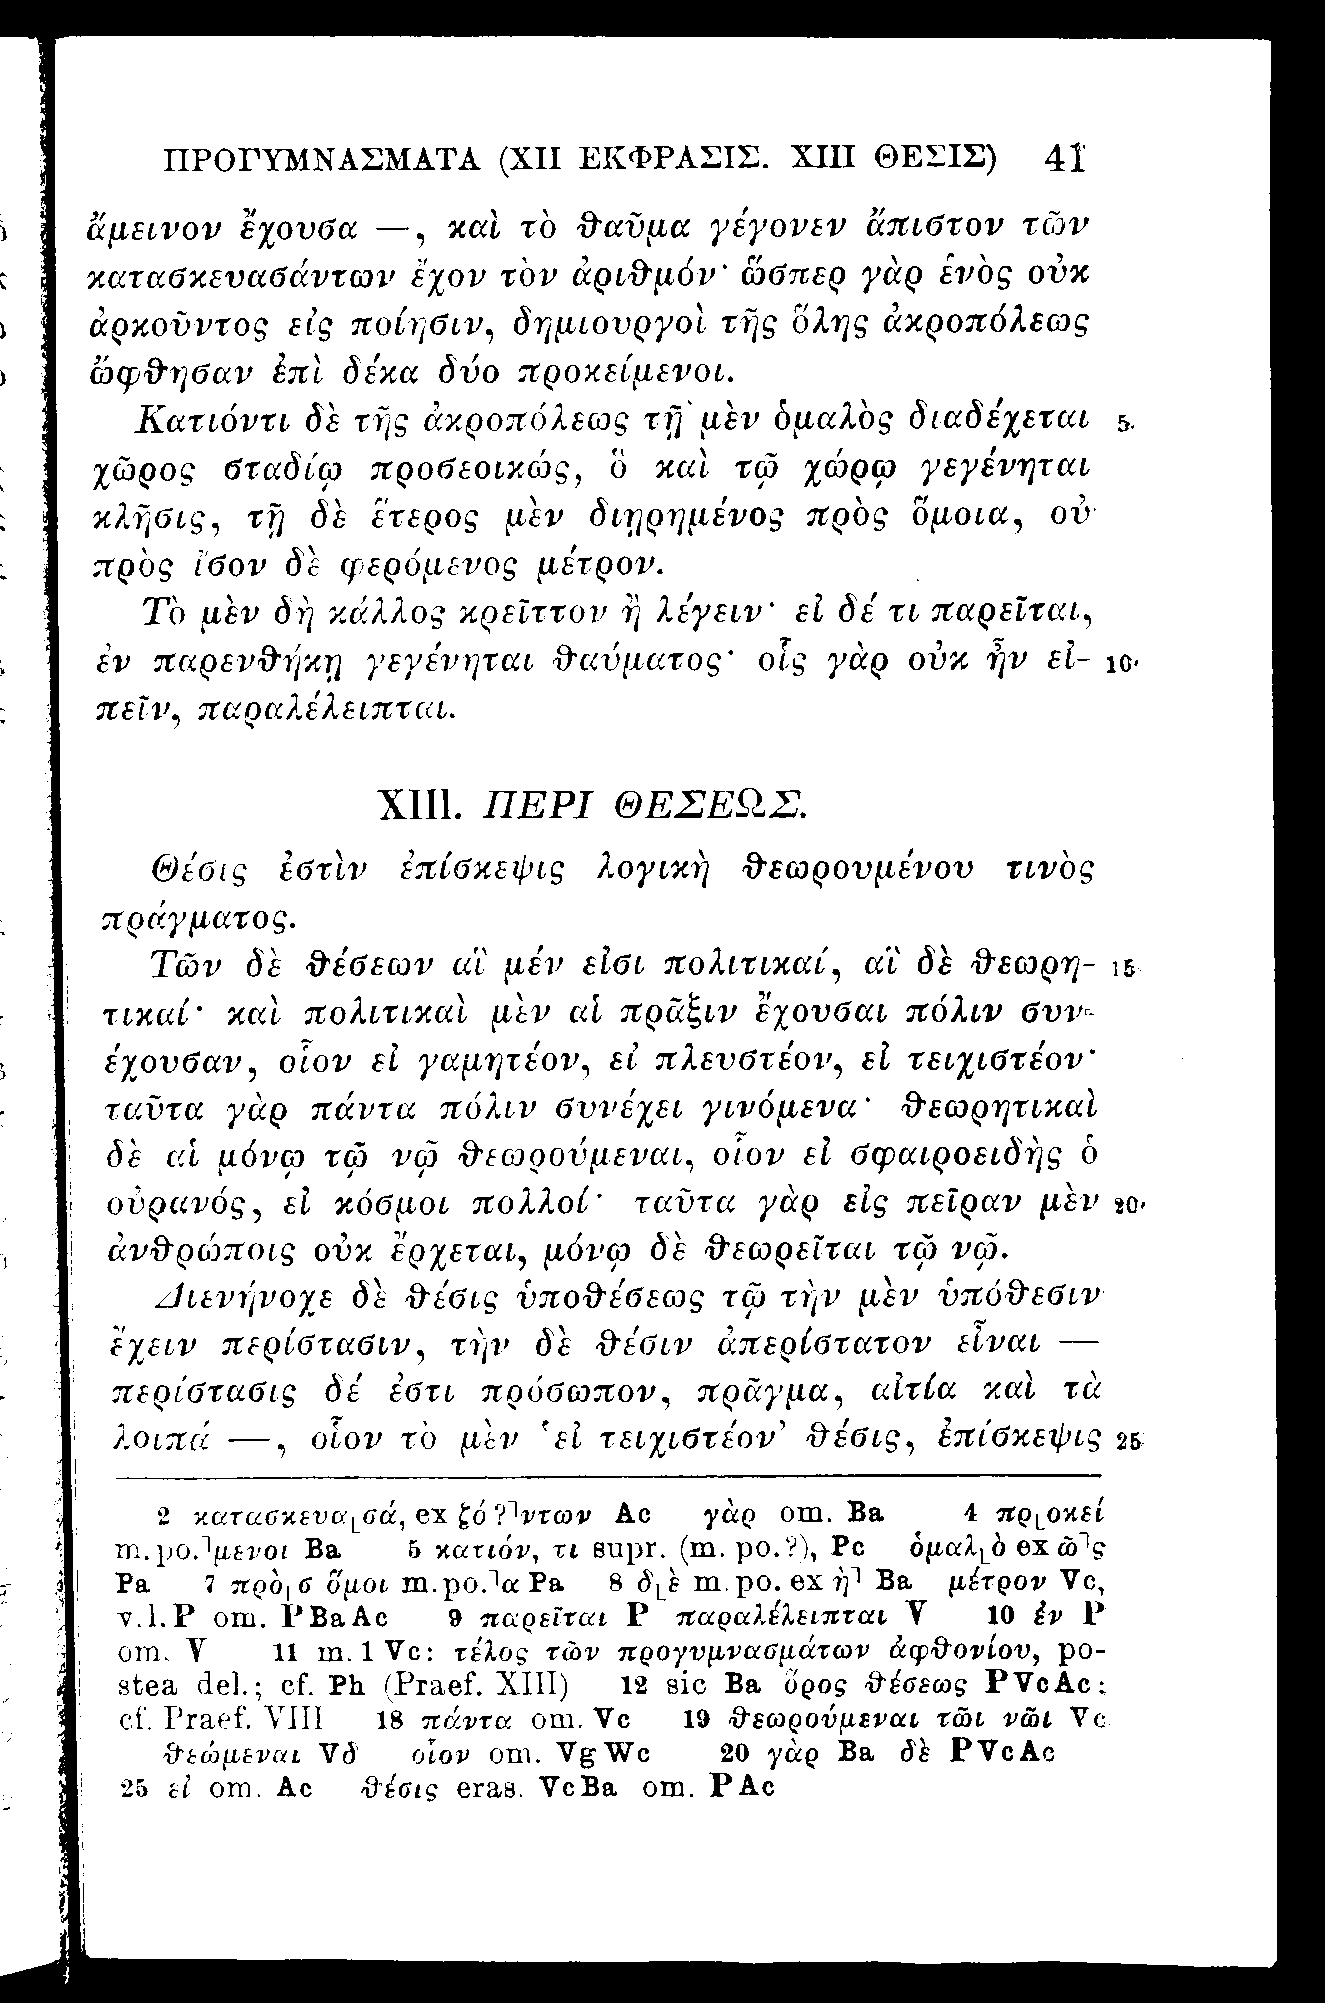 ΠΡΟΓΥΜΝΑΣΜΑΤΑ (XII ΕΚΦΡΑΣΙΣ. XIII ΘΕΣΙΣ) 41
ἄμεινον ἔχουσα —, καὶ τὸ θαῦμα γέγονεν ἄπιστον τῶν
κατασκευασάντων ἔχον τὸν ἀριθμόν· ὥσπερ γὰρ ἑνὸς οὐκ
ἀρκοῦντος εἰς ποίησιν, δημιουργοὶ τῆς ὅλης ἀκροπόλεως
ὤφθησαν ἐπὶ δέκα δύο προκείμενοι.
Κατιόντι δὲ τῆς ἀκροπόλεως τῇ μὲν ὁμαλὸς διαδέχεται 5
χῶρος σταδίῳ προσεοικώς, ὃ καὶ τῷ χώρῳ γεγένηται
κλῆσις, τῇ δὲ ἕτερος μὲν διῃρημένος πρὸς ὅμοια, οὐ
πρὸς ἴσον δὲ φερόμενος μέτρον.
Τὸ μὲν δὴ κάλλος κρεῖττον ἢ λέγειν· εἰ δέ τι παρεῖται,
ἐν παρενθήκῃ γεγένηται θαύματος· οἷς γὰρ οὐκ ἦν εἰ- 10
πεῖν, παραλέλειπται.
XIII. ΠΕΡΙ ΘΕΣΕΩΣ.
Θέσις ἐστὶν ἐπίσκεψις λογικὴ θεωρουμένου τινὸς
πράγματος.
Τῶν δὲ θέσεων αἳ μέν εἰσι πολιτικαί, αἳ δὲ θεωρη- 15
τικαί· καὶ πολιτικαὶ μὲν αἱ πρᾶξιν ἔχουσαι πόλιν συν-
έχουσαν, οἷον εἰ γαμητέον, εἰ πλευστέον, εἰ τειχιστέον·
ταῦτα γὰρ πάντα πόλιν συνέχει γινόμενα· θεωρητικαὶ
δὲ αἱ μόνῳ τῷ νῷ θεωρούμεναι, οἷον εἰ σφαιροειδὴς ὁ
οὐρανός, εἰ κόσμοι πολλοί· ταῦτα γὰρ εἰς πεῖραν μὲν 20
ἀνθρώποις οὐκ ἔρχεται, μόνῳ δὲ θεωρεῖται τῷ νῷ.
Διενήνοχε δὲ θέσις ὑποθέσεως τῷ τὴν μὲν ὑπόθεσιν
ἔχειν περίστασιν, τὴν δὲ θέσιν ἀπερίστατον εἶναι —
περίστασις δέ ἐστι πρόσωπον, πρᾶγμα, αἰτία καὶ τὰ
λοιπά —, οἷον τὸ μὲν ‛εἰ τειχιστέον’ θέσις, ἐπίσκεψις 25
2 κατασκευα⌊σά, ex ζό?⌉ντων Ac γὰρ om. Ba 4 πρ⌊οκεί
m. po.⌉μενοι Ba 5 κατιόν, τι supr. (m. po.?), Pc ὁμαλ⌊ὸ ex ῶ⌉ς
Pa 7 πρὸ⌊σ ὅμοι m. po.⌉α Pa 8 δ⌊ὲ m. po. ex ἡ⌉ Ba μέτρον Vc,
v. l. P om. PBaAc 9 παρεῖται P παραλέλειπται V 10 ἐν P
om. V 11 m. 1 Vc: τέλος τῶν προγυμνασμάτων ἀφθονίου, po-
stea del.; cf. Ph (Praef. XIII) 12 sic Ba ὅρος θέσεως PVcAc;
cf. Praef. VIII 18 πάντα om. Vc 19 θεωρούμεναι τῶι νῶι Vc
θεώμεναι Vδ οἷον om. VgWc 20 γὰρ Ba δὲ PVcAc
25 εἰ om. Ac θέσις eras. VcBa om. PAc